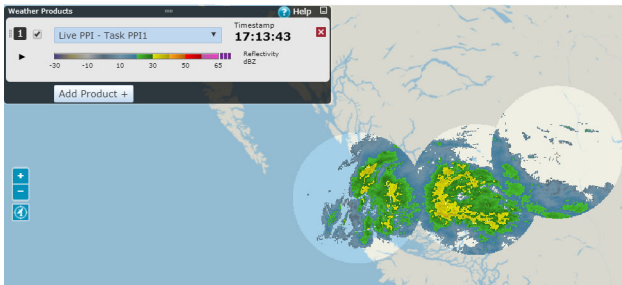 Weather Products
? Help
Timestamp
1
Live PPI - Task PPI1
17:13:43
Reflectivity
dBZ
-30 -10 10 30 50 65
Add Product +